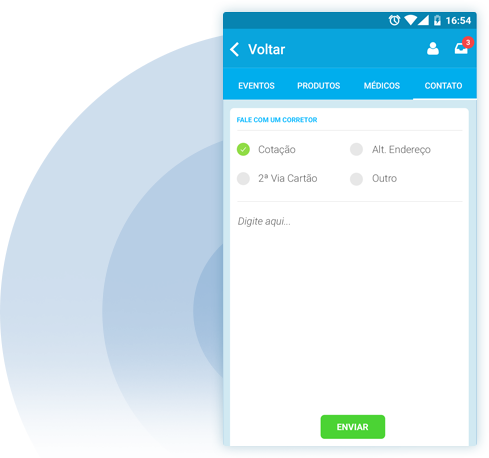 16:54
Voltar
3
EVENTOS PRODUTOS MÉDICOS CONTATO
FALE COM UM CORRETOR
Cotação Alt. Endereço
2ª Via Cartão Outro
Digite aqui...
ENVIAR